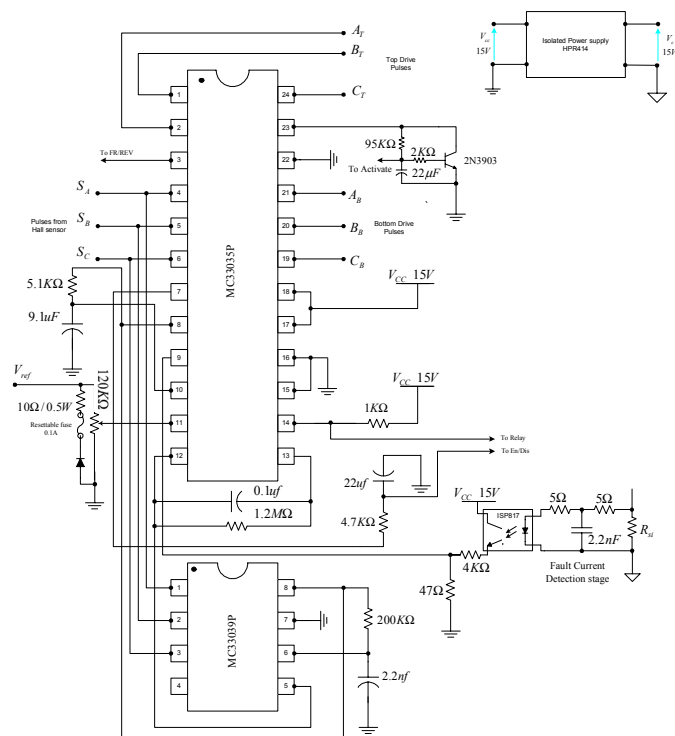 A_T
B_T
Top Drive
Pulses
C_T
V_cc
15V
Isolated Power supply
HPR414
15V
1
2
3
4
5
6
7
8
9
10
11
12
24
23
22
21
20
19
18
17
16
15
14
13
MC33035P
To FR/REV
95KΩ
2KΩ
2N3903
To Activate
22μF
S_A
S_B
S_C
Pulses from
Hall sensor
A_B
B_B
Bottom Drive
Pulses
C_B
5.1KΩ
9.1uF
V_CC 15V
V_ref
120KΩ
10Ω/0.5W
Resettable fuse
0.1A
V_CC 15V
1KΩ
To Relay
To En/Dis
22uf
0.1uf
1.2MΩ
4.7KΩ
V_CC 15V
ISP817
5Ω
5Ω
2.2nF
R_si
4KΩ
47Ω
Fault Current
Detection stage
1
2
3
4
8
7
6
5
MC33039P
200KΩ
2.2nf